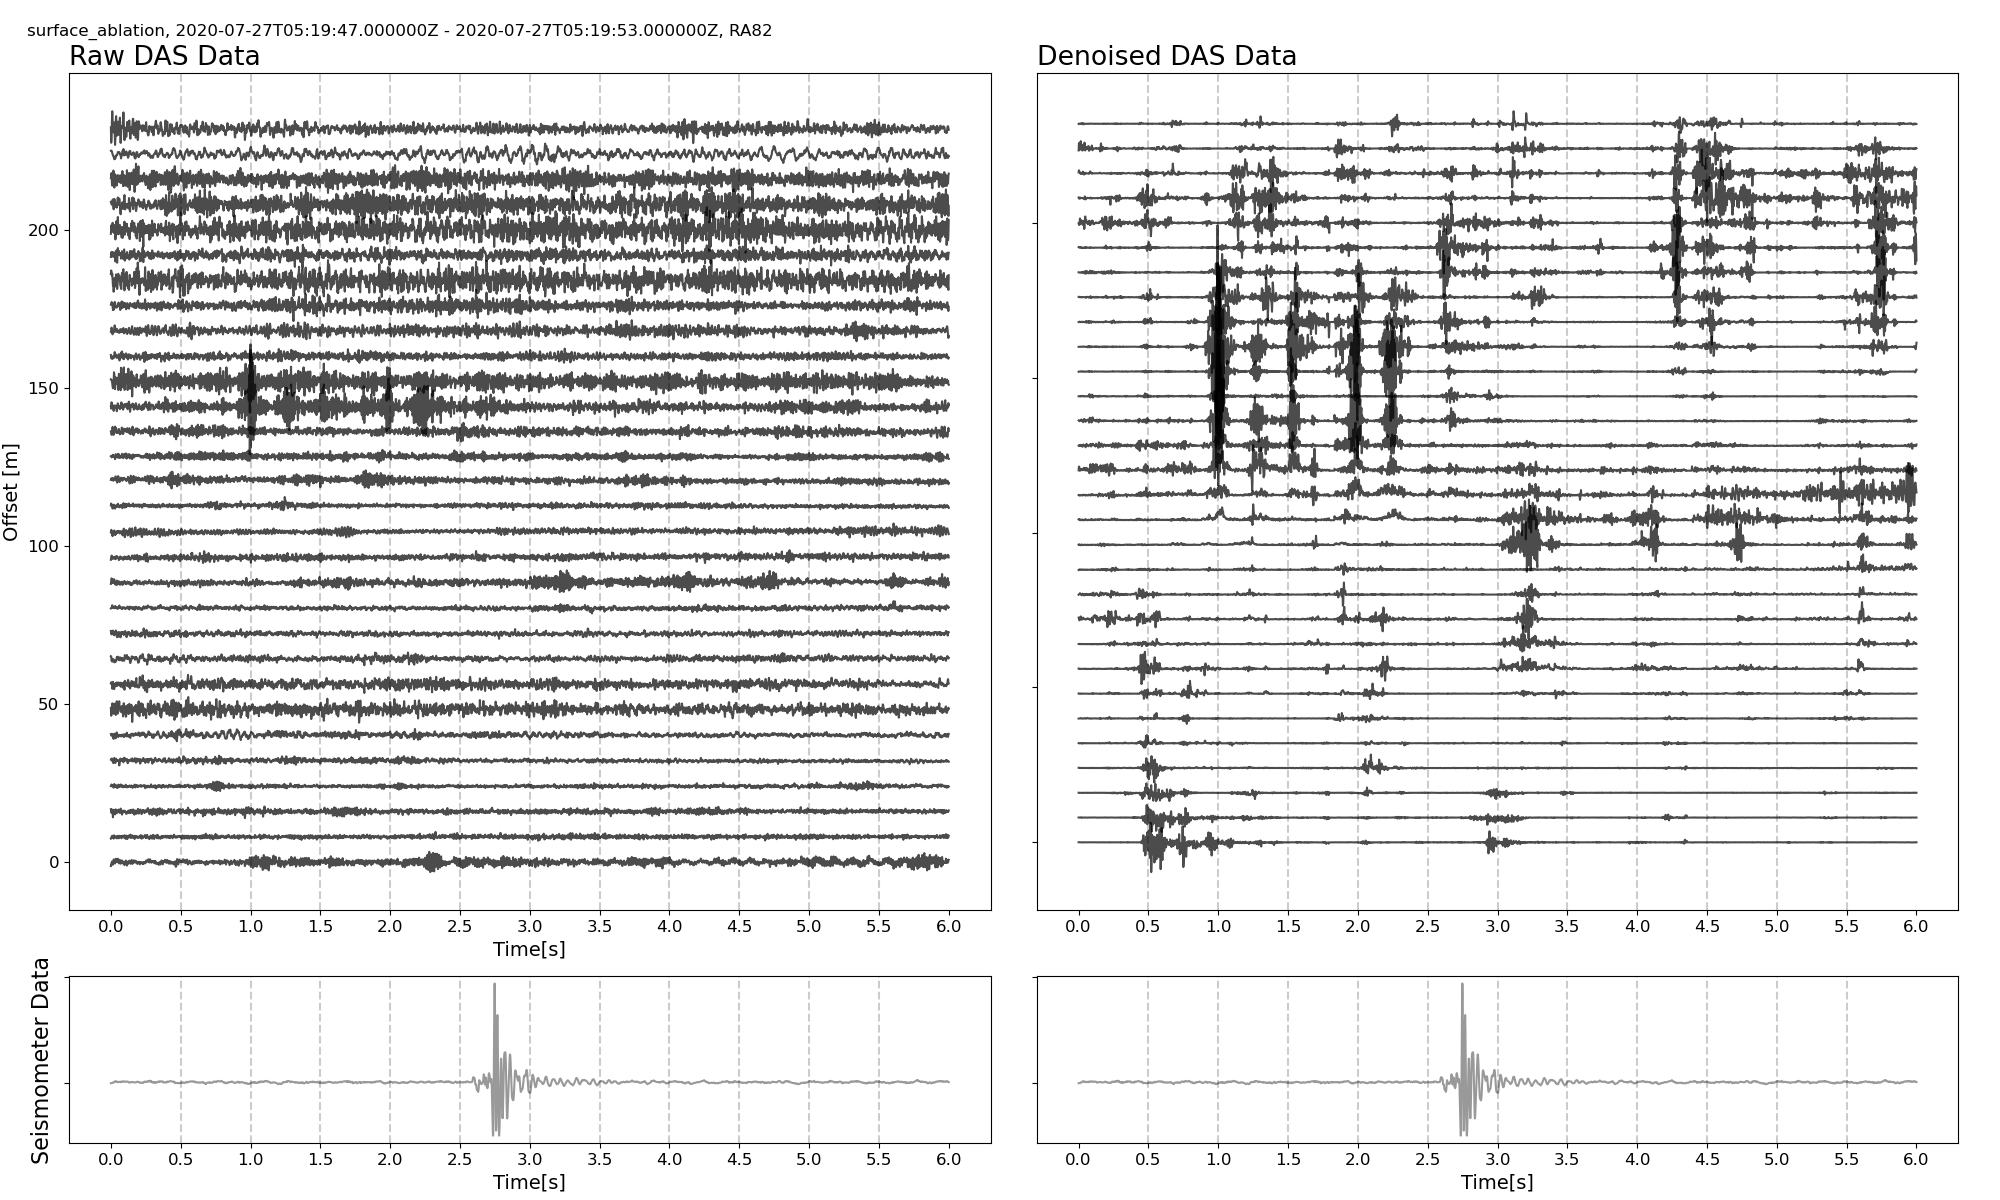 surface_ablation, 2020-07-27T05:19:47.000000Z - 2020-07-27T05:19:53.000000Z, RA82
Raw DAS Data
Denoised DAS Data
Offset [m]
200
150
100
50
0
0.0 0.5 1.0 1.5 2.0 2.5 3.0 3.5 4.0 4.5 5.0 5.5 6.0
Time[s]
0.0 0.5 1.0 1.5 2.0 2.5 3.0 3.5 4.0 4.5 5.0 5.5 6.0
Seismometer Data
0.0 0.5 1.0 1.5 2.0 2.5 3.0 3.5 4.0 4.5 5.0 5.5 6.0
Time[s]
0.0 0.5 1.0 1.5 2.0 2.5 3.0 3.5 4.0 4.5 5.0 5.5 6.0
Time[s]